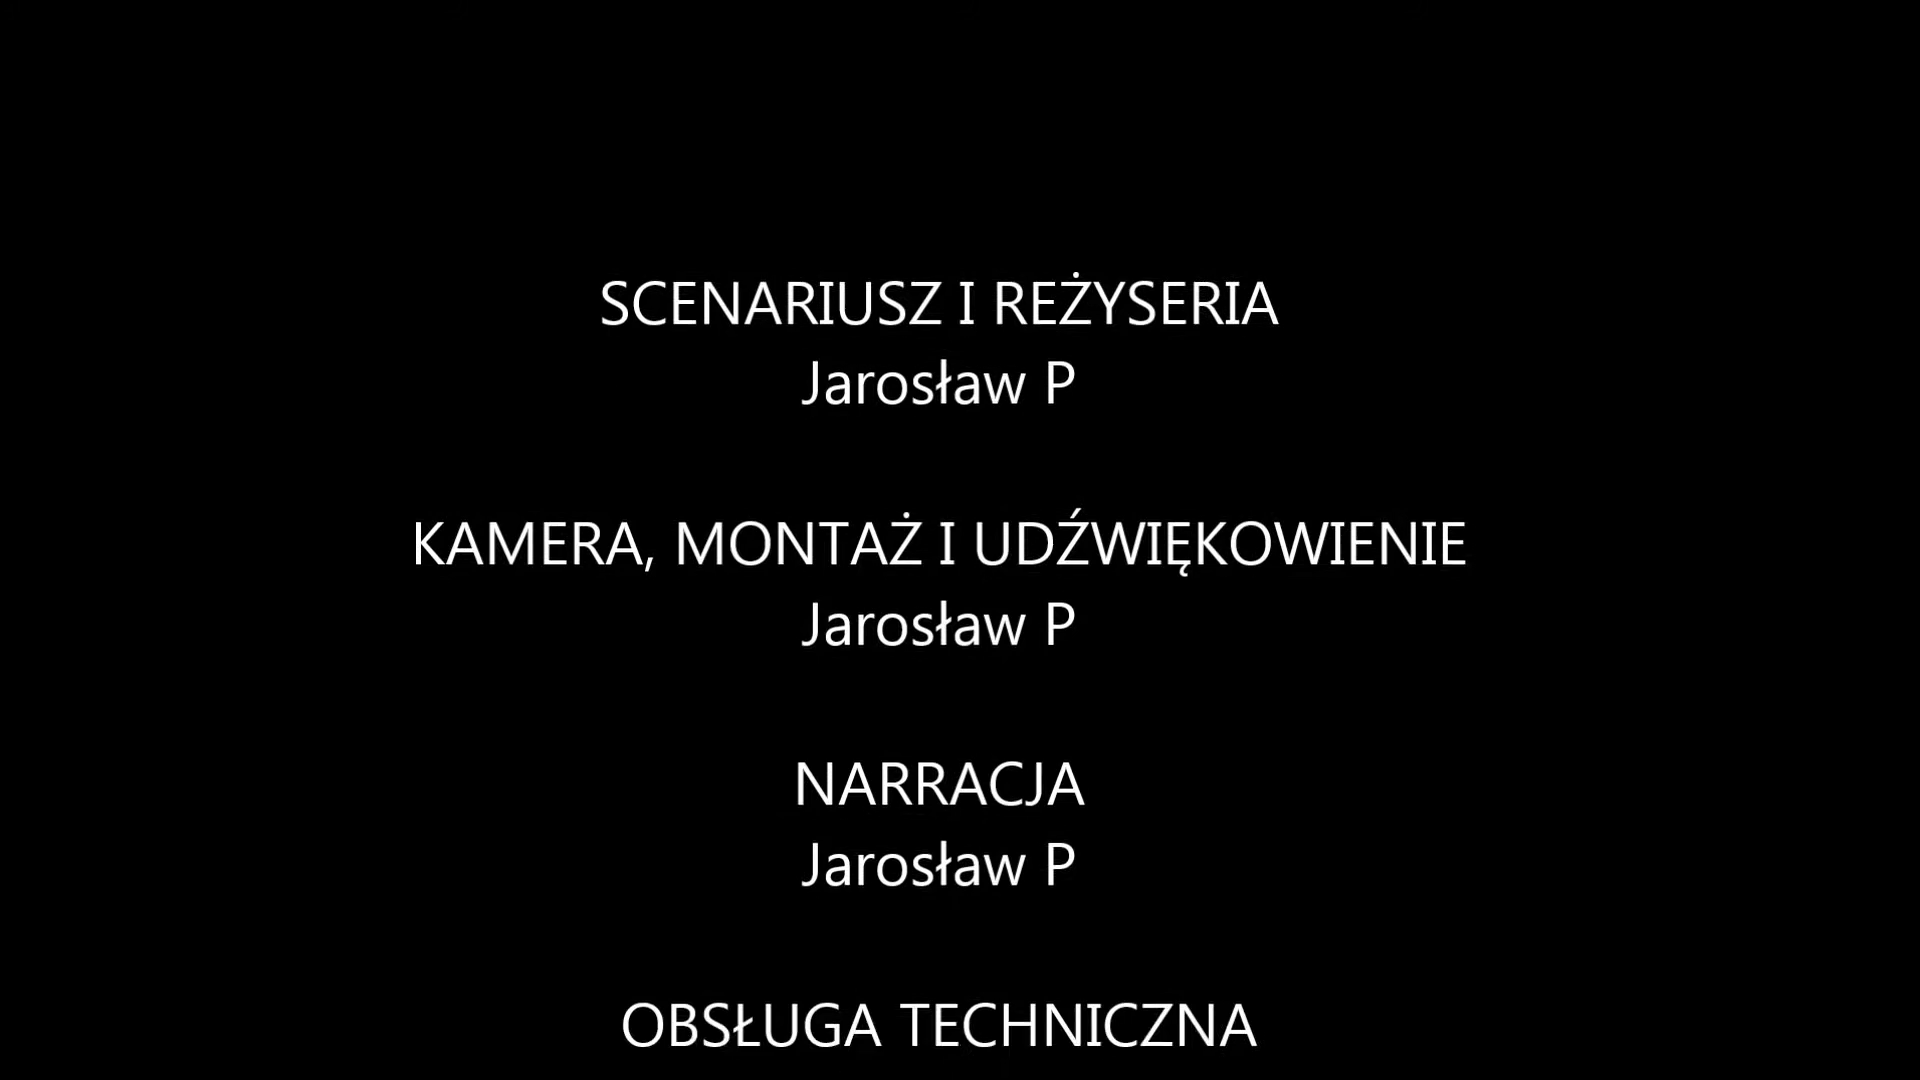 SCENARIUSZ I REŻYSERIA
Jarosław P
KAMERA, MONTAŻ I UDŹWIĘKOWIENIE
Jarosław P
NARRACJA
Jarosław P
OBSŁUGA TECHNICZNA